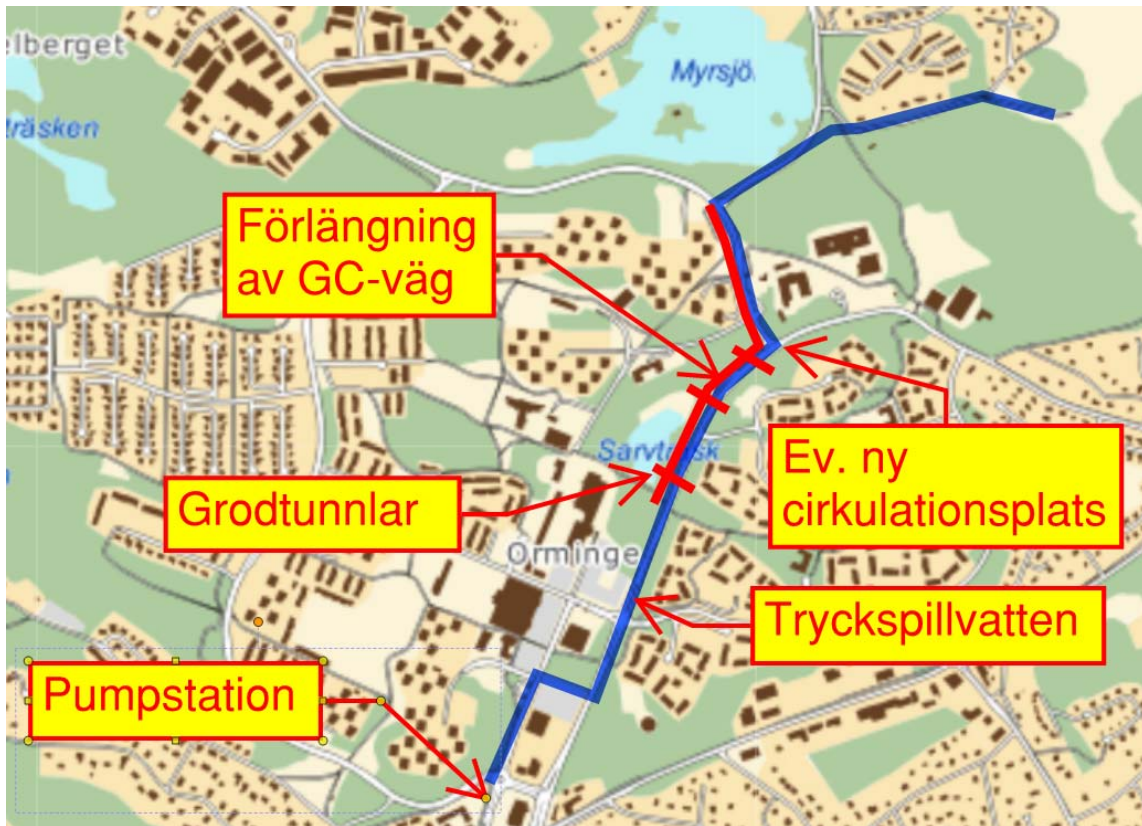 elberget
Myrsjö
träsken
Förlängning
av GC-väg
Ev. ny
cirkulationsplats
Grodtunnlar
Orminge
Tryckspillvatten
Pumpstation